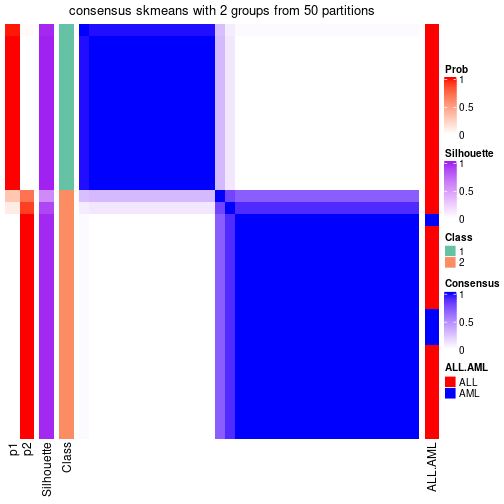 consensus skmeans with 2 groups from 50 partitions
Prob
1
0.5
0
Silhouette
1
0.5
0
Class
1
2
Consensus
1
0.5
0
ALL.AML
ALL
AML
p1
p2
Silhouette
Class
ALL.AML